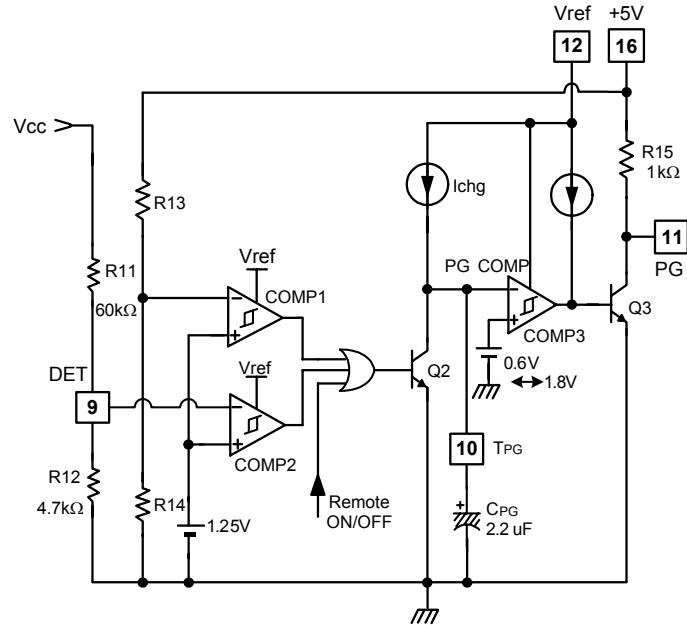 Vref +5V
12 16
Vcc
R13
Ichg
R15
1kΩ
11
PG
R11
60kΩ
Vref
COMP1
PG COMP
COMP3
Q3
0.6V
1.8V
DET
9
Vref
COMP2
Q2
10 TPG
R12
4.7kΩ
R14
1.25V
Remote
ON/OFF
CPG
2.2 uF
+